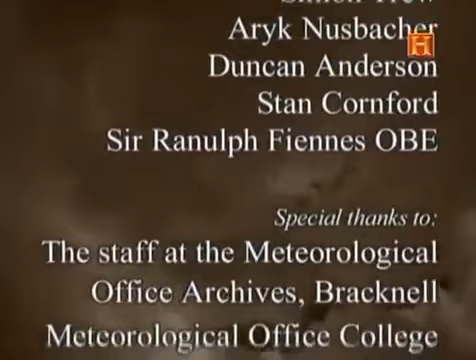 Aryk Nusbacher
H
Duncan Anderson
Stan Cornford
Sir Ranulph Fiennes OBE
Special thanks to:
The staff at the Meteorological
Office Archives, Bracknell
Meteorological Office College